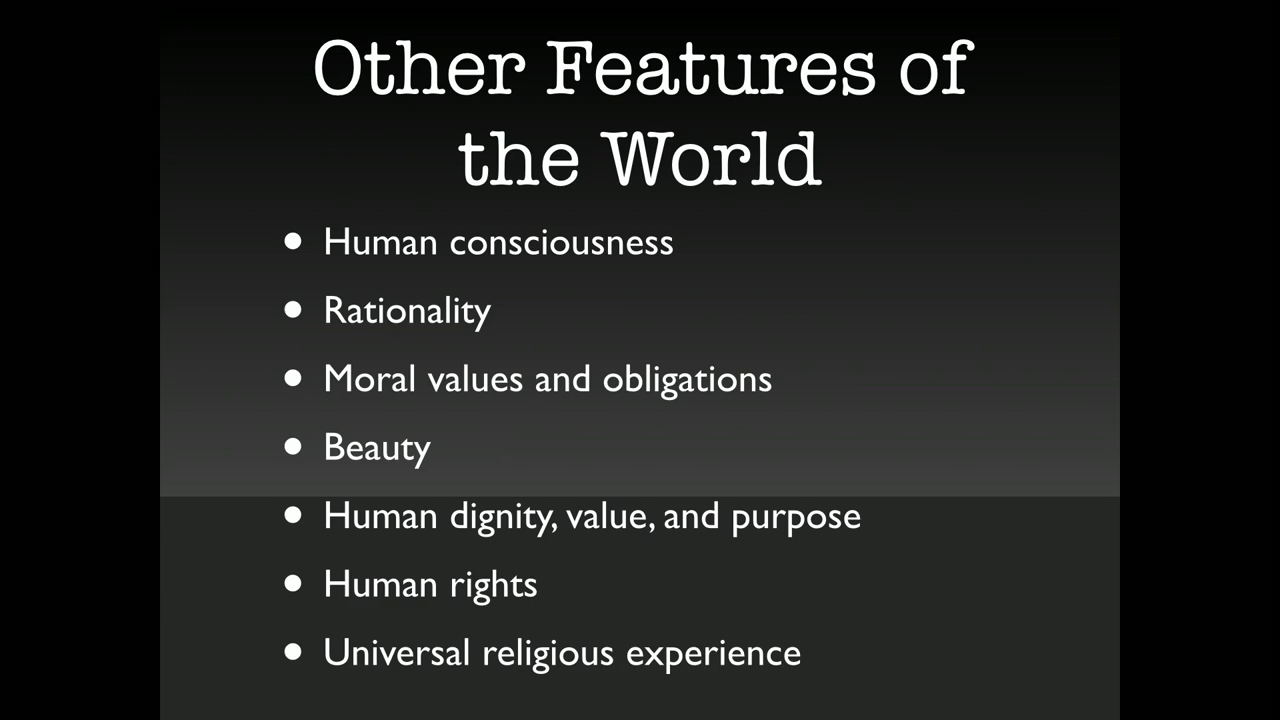 Other Features of
the World
• Human consciousness
• Rationality
• Moral values and obligations
• Beauty
• Human dignity, value, and purpose
• Human rights
• Universal religious experience